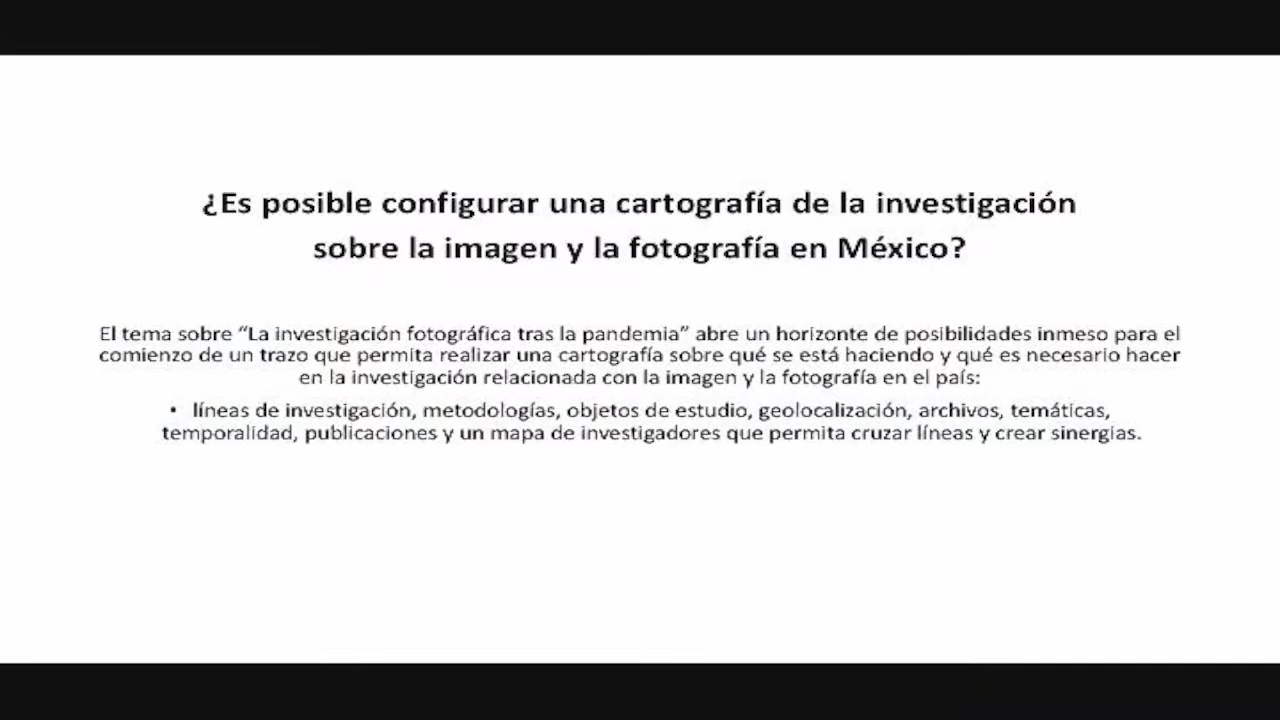 ¿Es posible configurar una cartografía de la investigación
sobre la imagen y la fotografía en México?
El tema sobre “La investigación fotográfica tras la pandemia” abre un horizonte de posibilidades inmeso para el
comienzo de un trazo que permita realizar una cartografía sobre qué se está haciendo y qué es necesario hacer
en la investigación relacionada con la imagen y la fotografía en el país:
• líneas de investigación, metodologías, objetos de estudio, geolocalización, archivos, temáticas,
temporalidad, publicaciones y un mapa de investigadores que permita cruzar líneas y crear sinergias.